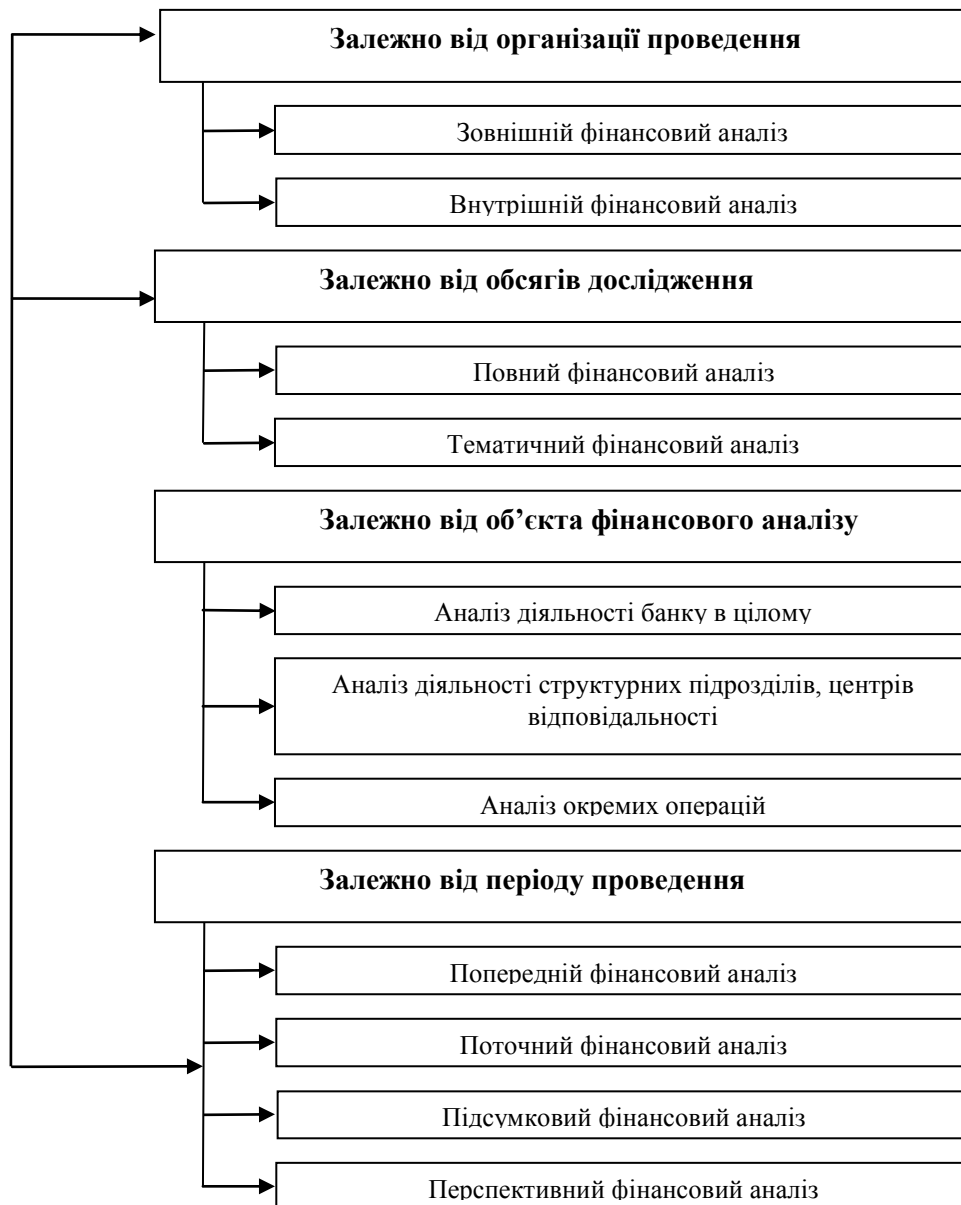 Залежно від організації проведення
Зовнішній фінансовий аналіз
Внутрішній фінансовий аналіз
Залежно від обсягів дослідження
Повний фінансовий аналіз
Тематичний фінансовий аналіз
Залежно від об’єкта фінансового аналізу
Аналіз діяльності банку в цілому
Аналіз діяльності структурних підрозділів, центрів
відповідальності
Аналіз окремих операцій
Залежно від періоду проведення
Попередній фінансовий аналіз
Поточний фінансовий аналіз
Підсумковий фінансовий аналіз
Перспективний фінансовий аналіз